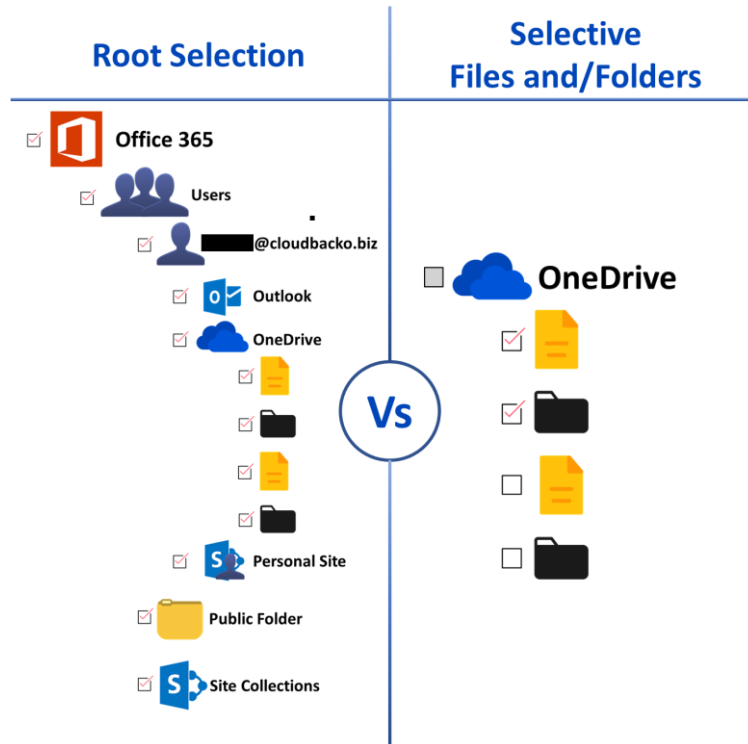 Root Selection
Selective
Files and/Folders
Office 365
Users
@cloudbacko.biz
Outlook
OneDrive
Personal Site
Public Folder
Site Collections
Vs
OneDrive